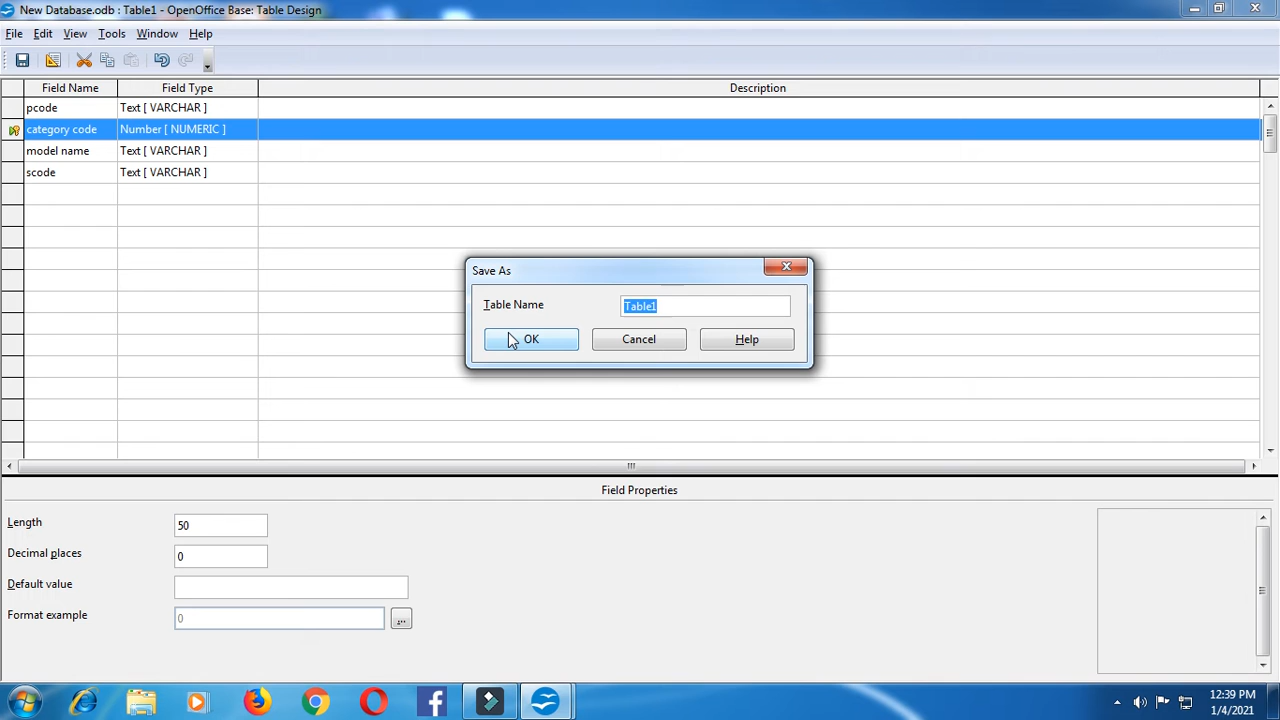 New Database.odb : Table1 - OpenOffice Base: Table Design
File Edit View Tools Window Help
Field Name Field Type Description
pcode Text [ VARCHAR ]
category code Number [ NUMERIC ]
model name Text [ VARCHAR ]
scode Text [ VARCHAR ]
Save As
Table Name Table1
OK Cancel Help
Field Properties
Length 50
Decimal places 0
Default value
Format example 0
...
12:39 PM
1/4/2021